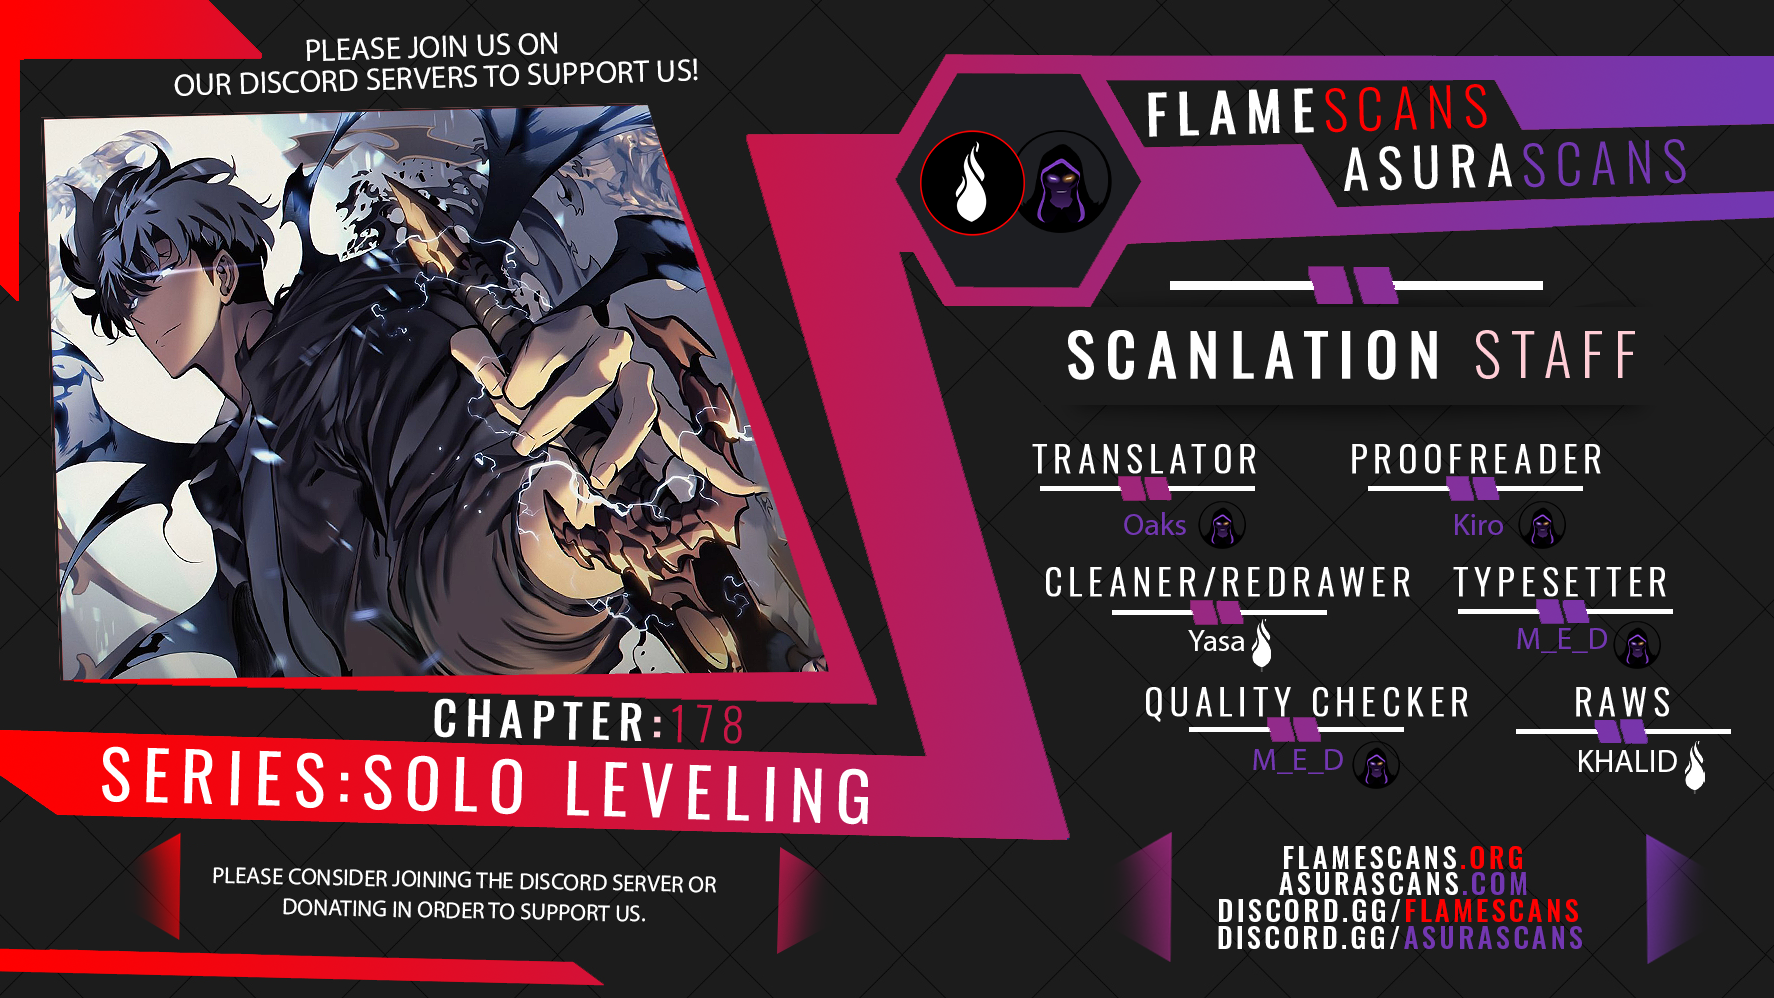 PLEASE JOIN US ON
OUR DISCORD SERVERS TO SUPPORT US!
CHAPTER:178
SERIES:SOLO LEVELING
PLEASE CONSIDER JOINING THE DISCORD SERVER OR
DONATING IN ORDER TO SUPPORT US.
FLAMESCANS
ASURASCANS
SCANLATION STAFF
TRANSLATOR
Oaks
PROOFREADER
Kiro
CLEANER/REDRAWER
Yasa
TYPESETTER
M_E_D
QUALITY CHECKER
M_E_D
RAWS
KHALID
FLAMESCANS.ORG
ASURASCANS.COM
DISCORD.GG/FLAMESCANS
DISCORD.GG/ASURASCANS